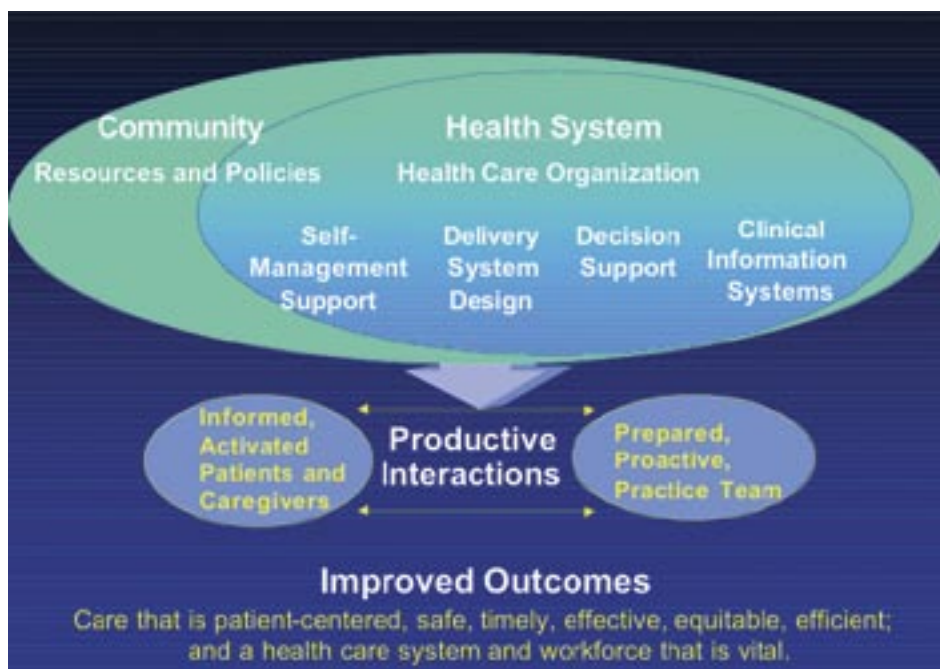 Community
Resources and Policies
Health System
Health Care Organization
Self-
Management
Support
Delivery
System
Design
Decision
Support
Clinical
Information
Systems
Informed,
Activated
Patients and
Caregivers
Productive
Interactions
Prepared,
Proactive,
Practice Team
Improved Outcomes
Care that is patient-centered, safe, timely, effective, equitable, efficient;
and a health care system and workforce that is vital.